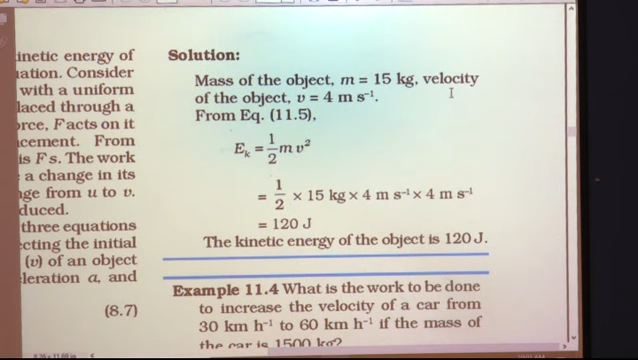 inetic energy of
ation. Consider
with a uniform
laced through a
orce, F acts on it
cement. From
is F s. The work
a change in its
ge from u to v.
duced.
three equations
cting the initial
(v) of an object
leration a, and
(8.7)
Solution:
Mass of the object, m = 15 kg, velocity
of the object, v = 4 m s⁻¹.
From Eq. (11.5),
Eₖ = 1/2 m v²
= 1/2 × 15 kg × 4 m s⁻¹ × 4 m s⁻¹
= 120 J
The kinetic energy of the object is 120 J.
Example 11.4 What is the work to be done
to increase the velocity of a car from
30 km h⁻¹ to 60 km h⁻¹ if the mass of
the car is 1500 kg?